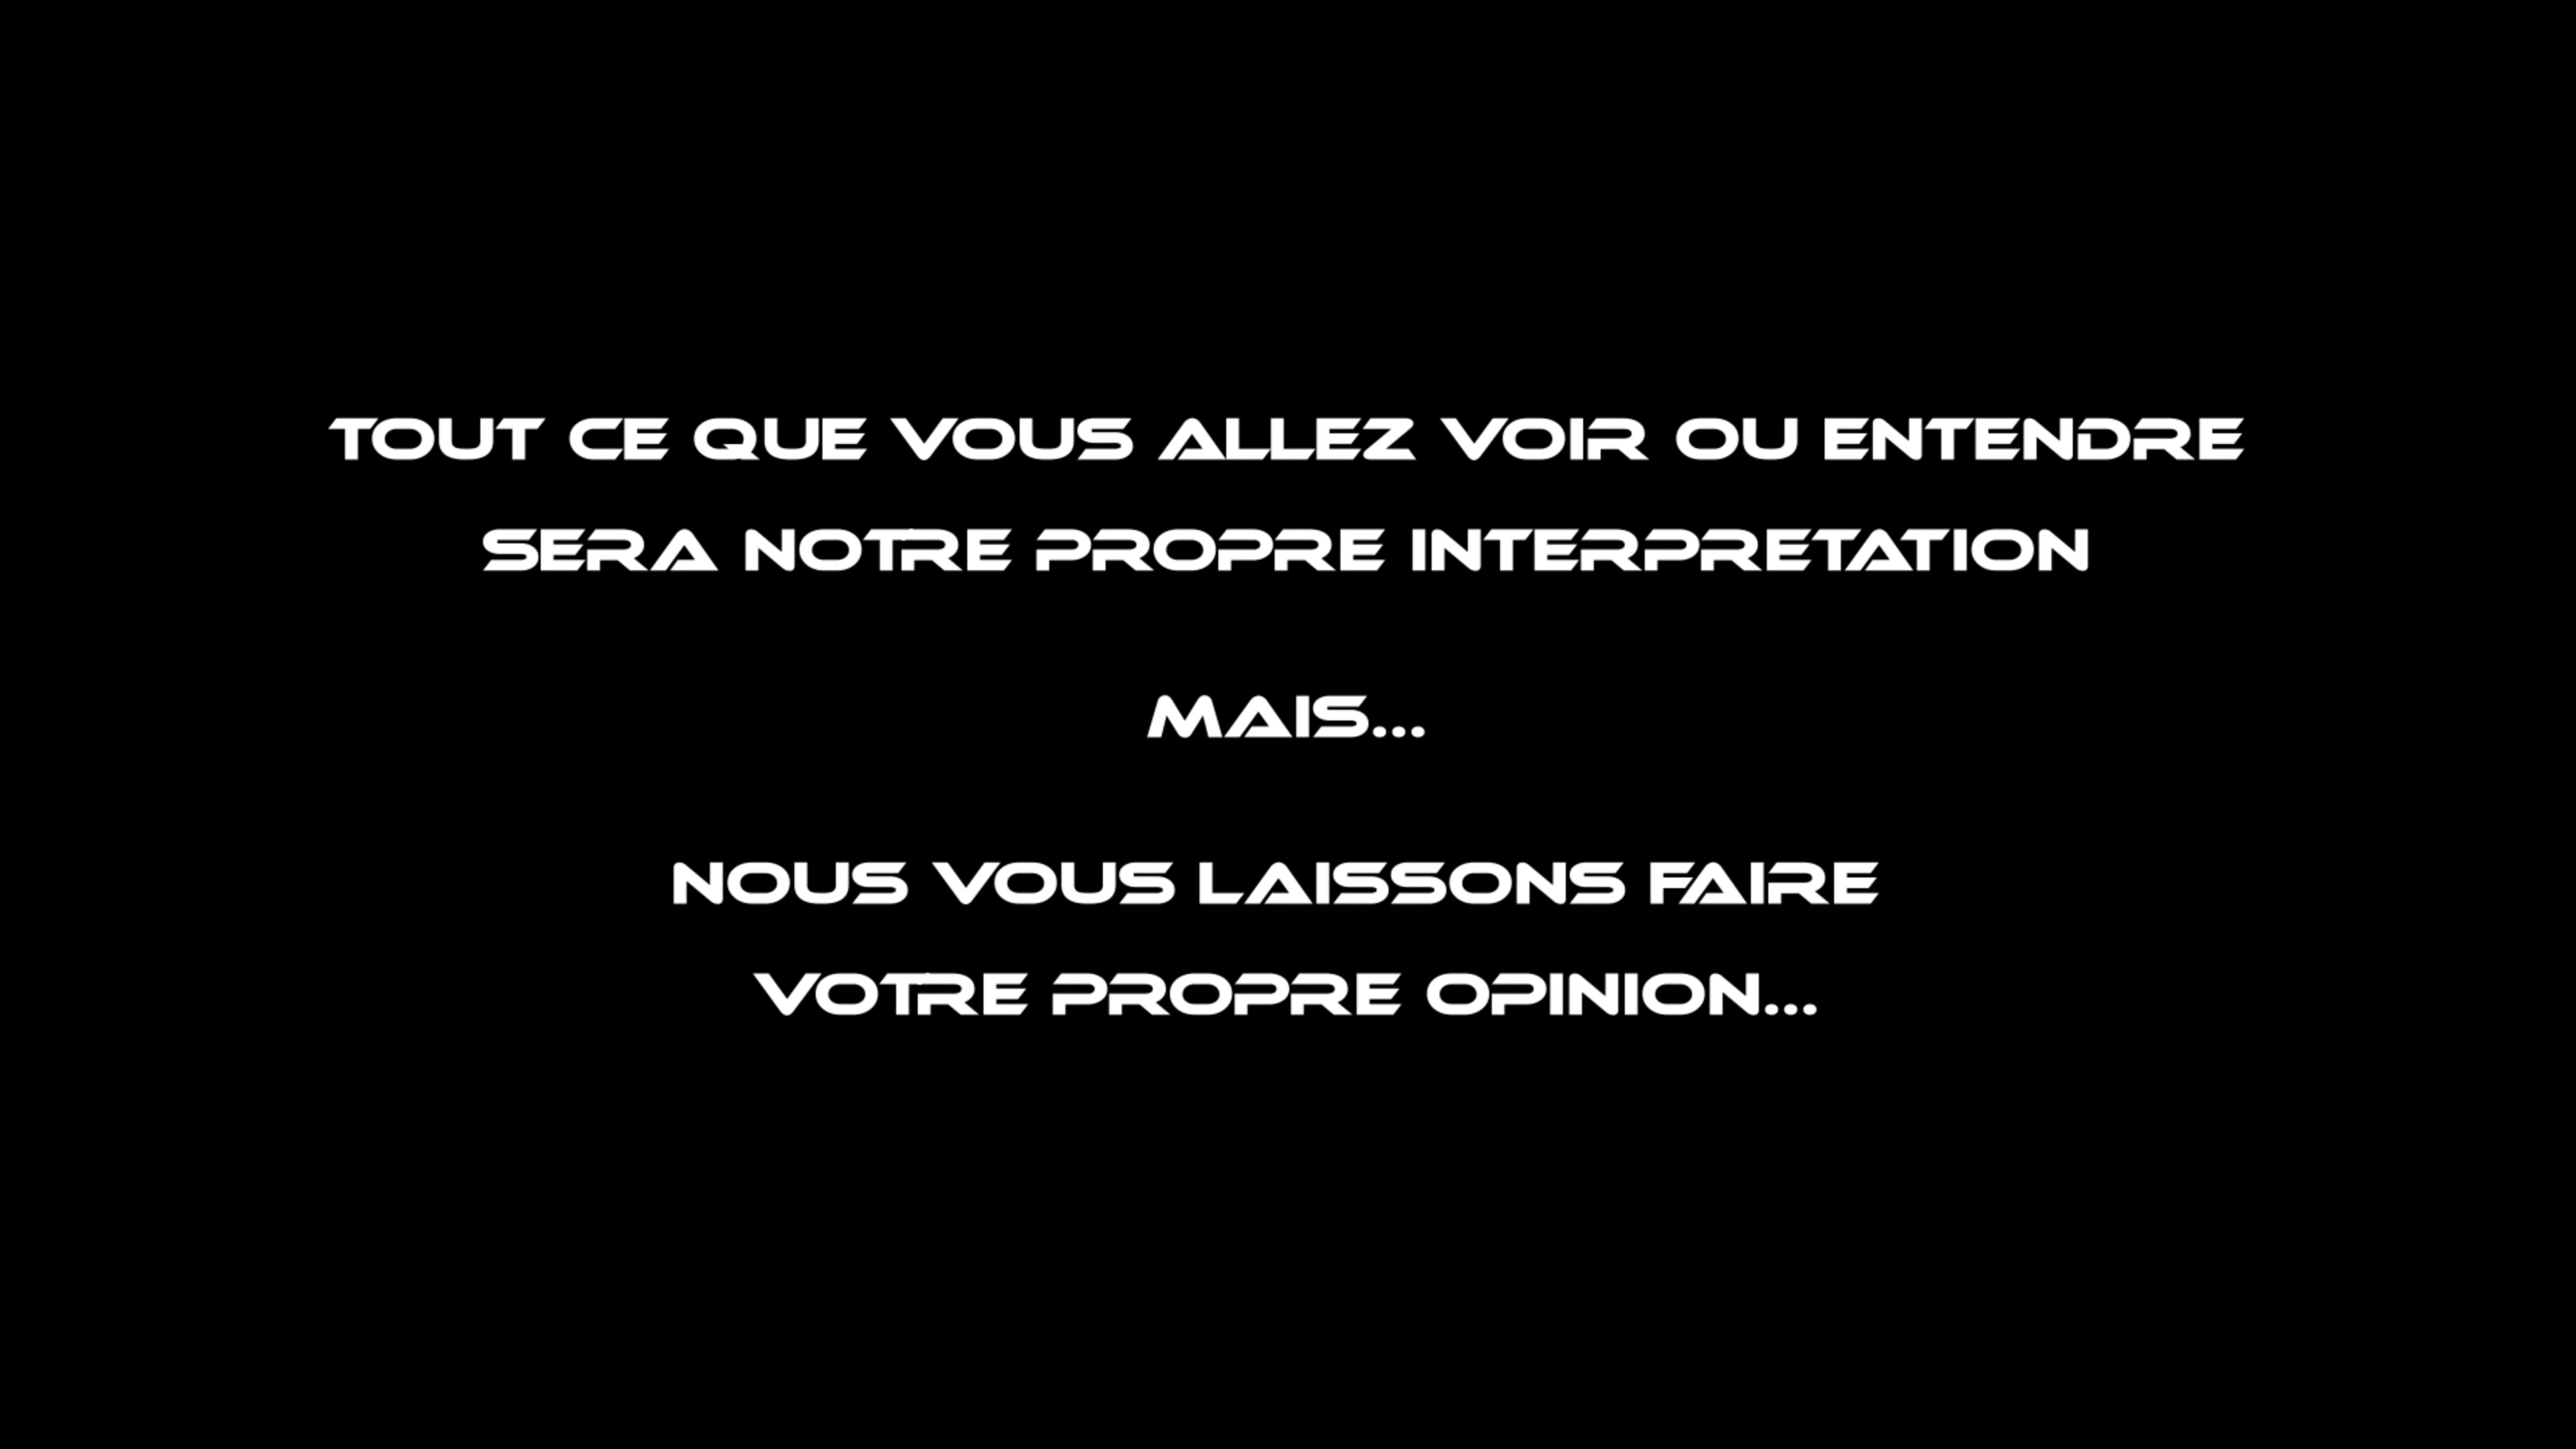 TOUT CE QUE VOUS ALLEZ VOIR OU ENTENDRE
SERA NOTRE PROPRE INTERPRETATION
MAIS...
NOUS VOUS LAISSONS FAIRE
VOTRE PROPRE OPINION...